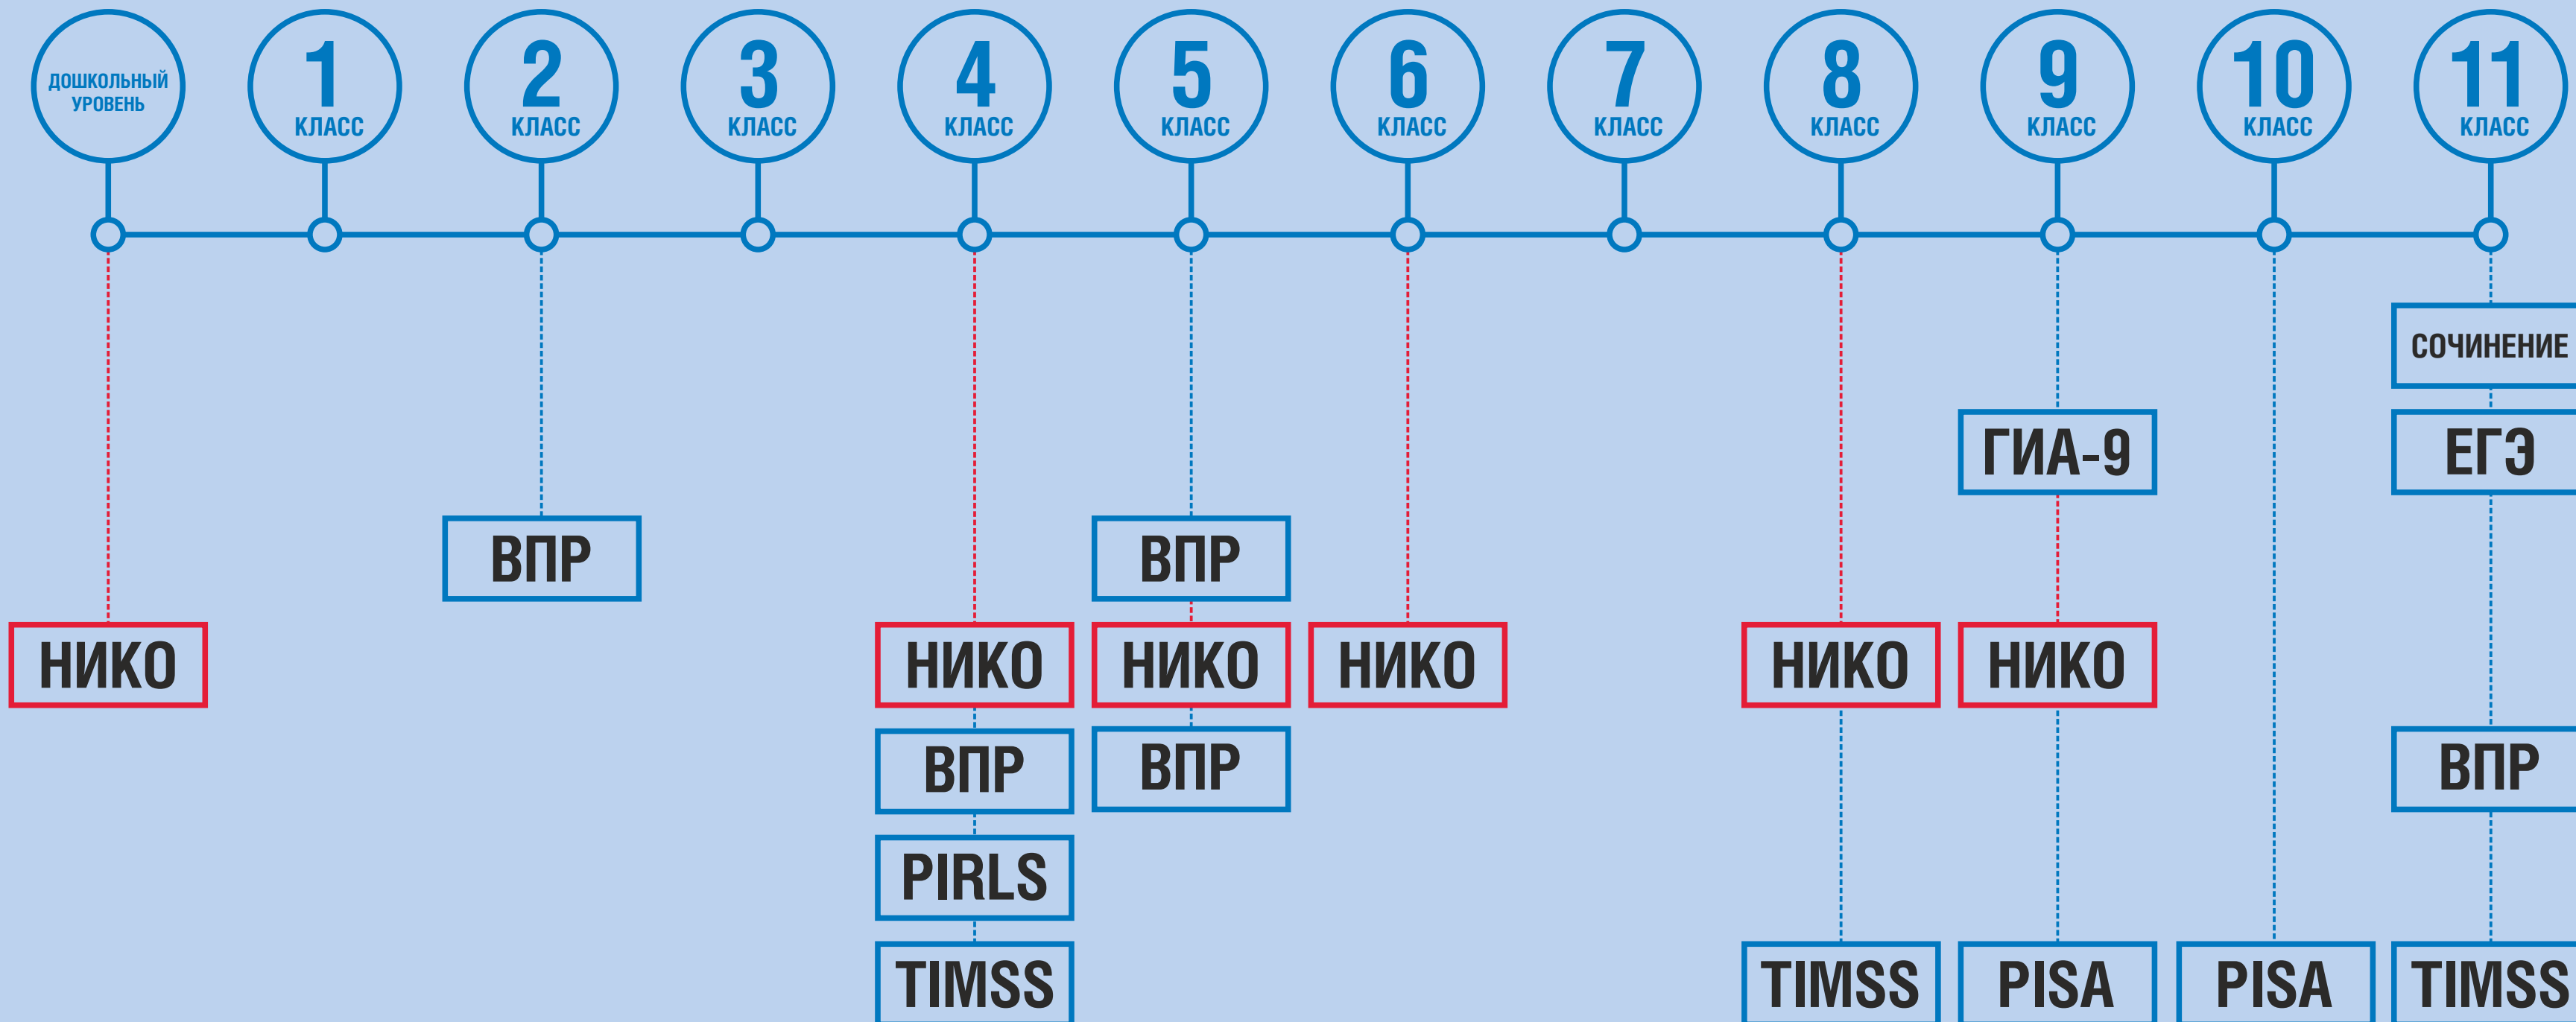 ДОШКОЛЬНЫЙ
УРОВЕНЬ
1
КЛАСС
2
КЛАСС
3
КЛАСС
4
КЛАСС
5
КЛАСС
6
КЛАСС
7
КЛАСС
8
КЛАСС
9
КЛАСС
10
КЛАСС
11
КЛАСС
СОЧИНЕНИЕ
ГИА-9
ЕГЭ
ВПР
ВПР
НИКО
НИКО
НИКО
НИКО
НИКО
НИКО
ВПР
ВПР
ВПР
PIRLS
TIMSS
TIMSS
PISA
PISA
TIMSS